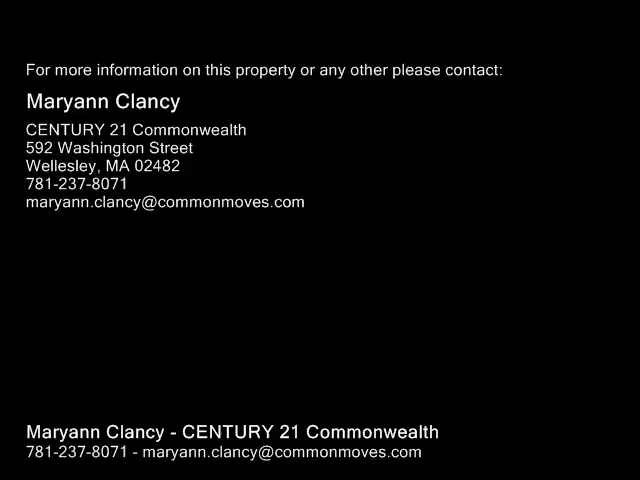 For more information on this property or any other please contact:
Maryann Clancy
CENTURY 21 Commonwealth
592 Washington Street
Wellesley, MA 02482
781-237-8071
maryann.clancy@commonmoves.com
Maryann Clancy - CENTURY 21 Commonwealth
781-237-8071 - maryann.clancy@commonmoves.com